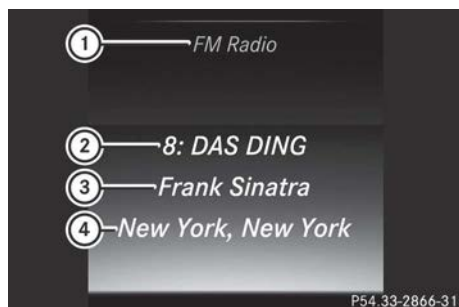 1 FM Radio
2 8: DAS DING
3 Frank Sinatra
4 New York, New York
P54.33-2866-31